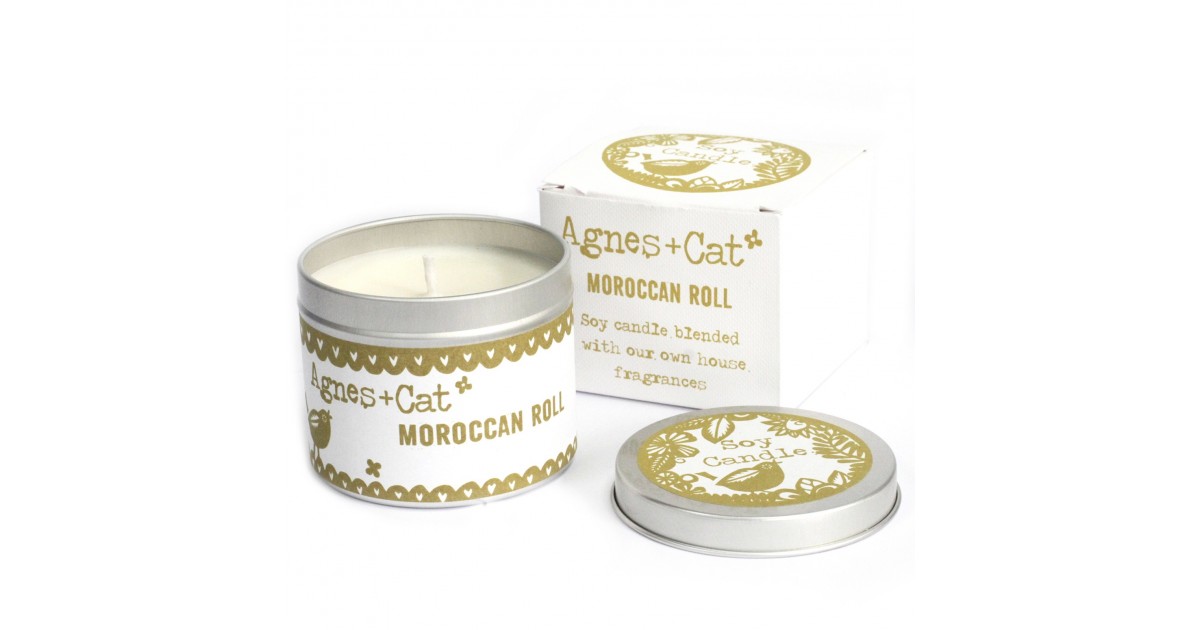 Soy
Candle
Agnes+Cat
MOROCCAN ROLL
Soy candle blended
with our own house
fragrances
Agnes+Cat
MOROCCAN ROLL
Soy
Candle